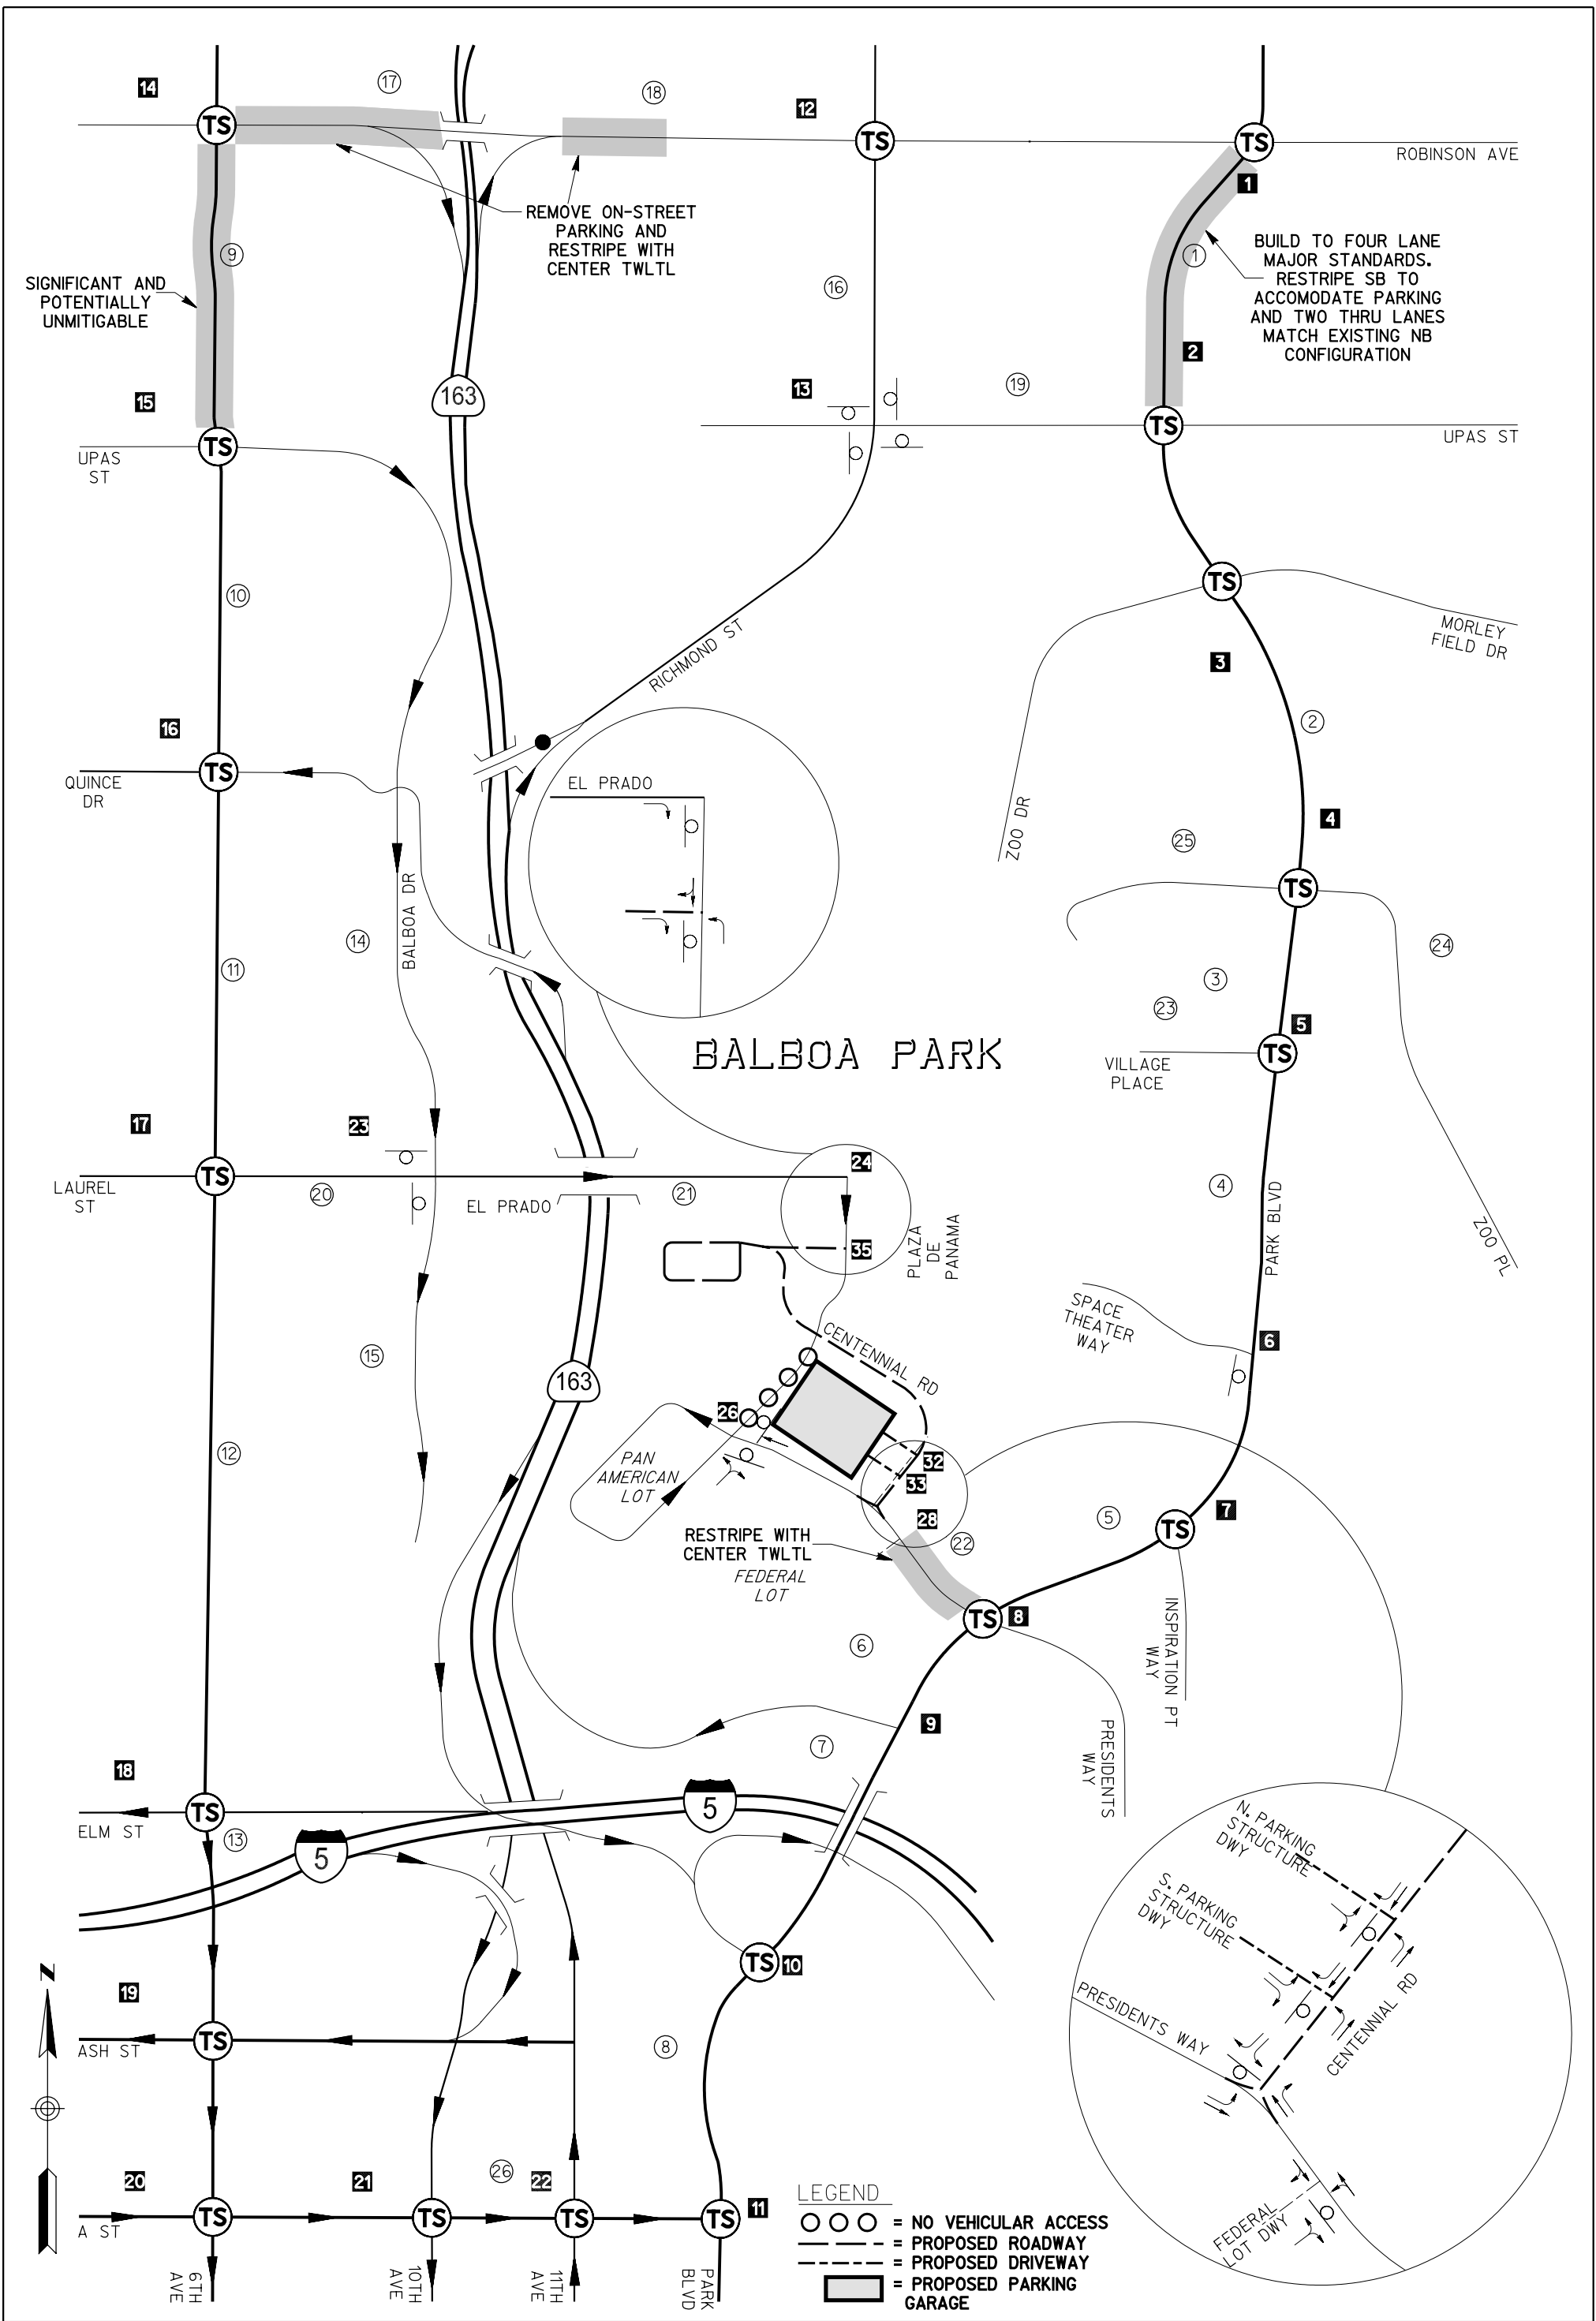 14
17
18
12
TS
TS
TS
ROBINSON AVE
1
REMOVE ON-STREET
PARKING AND
RESTRIPE WITH
CENTER TWLTL
9
SIGNIFICANT AND
POTENTIALLY
UNMITIGABLE
16
1
BUILD TO FOUR LANE
MAJOR STANDARDS.
RESTRIPE SB TO
ACCOMODATE PARKING
AND TWO THRU LANES
MATCH EXISTING NB
CONFIGURATION
2
15
163
13
19
TS
TS
UPAS
ST
UPAS ST
10
TS
MORLEY
FIELD DR
RICHMOND ST
3
2
16
TS
QUINCE
DR
EL PRADO
ZOO DR
4
25
TS
BALBOA DR
14
11
24
3
23
5
BALBOA PARK
TS
VILLAGE
PLACE
17
23
24
TS
LAUREL
ST
20
EL PRADO
21
4
PARK BLVD
PLAZA
DE
PANAMA
35
ZOO PL
SPACE
THEATER
WAY
6
CENTENNIAL RD
15
163
26
12
PAN
AMERICAN
LOT
32
33
28
7
5
TS
RESTRIPE WITH
CENTER TWLTL
22
FEDERAL
LOT
TS
8
6
INSPIRATION PT
WAY
9
7
PRESIDENTS
WAY
18
TS
ELM ST
13
5
5
N. PARKING
STRUCTURE
DWY
S. PARKING
STRUCTURE
DWY
TS
10
N
19
TS
ASH ST
8
PRESIDENTS WAY
CENTENNIAL RD
FEDERAL
LOT DWY
20
21
26
22
11
TS
TS
TS
TS
A ST
6TH
AVE
10TH
AVE
11TH
AVE
PARK
BLVD
LEGEND
= NO VEHICULAR ACCESS
= PROPOSED ROADWAY
= PROPOSED DRIVEWAY
= PROPOSED PARKING
GARAGE